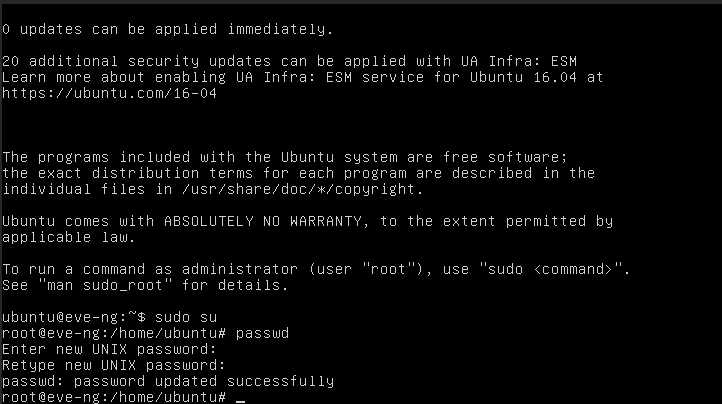 0 updates can be applied immediately.
20 additional security updates can be applied with UA Infra: ESM
Learn more about enabling UA Infra: ESM service for Ubuntu 16.04 at
https://ubuntu.com/16-04
The programs included with the Ubuntu system are free software;
the exact distribution terms for each program are described in the
individual files in /usr/share/doc/*/copyright.
Ubuntu comes with ABSOLUTELY NO WARRANTY, to the extent permitted by
applicable law.
To run a command as administrator (user "root"), use "sudo <command>".
See "man sudo_root" for details.
ubuntu@eve-ng:~$ sudo su
root@eve-ng:/home/ubuntu# passwd
Enter new UNIX password:
Retype new UNIX password:
passwd: password updated successfully
root@eve-ng:/home/ubuntu# _